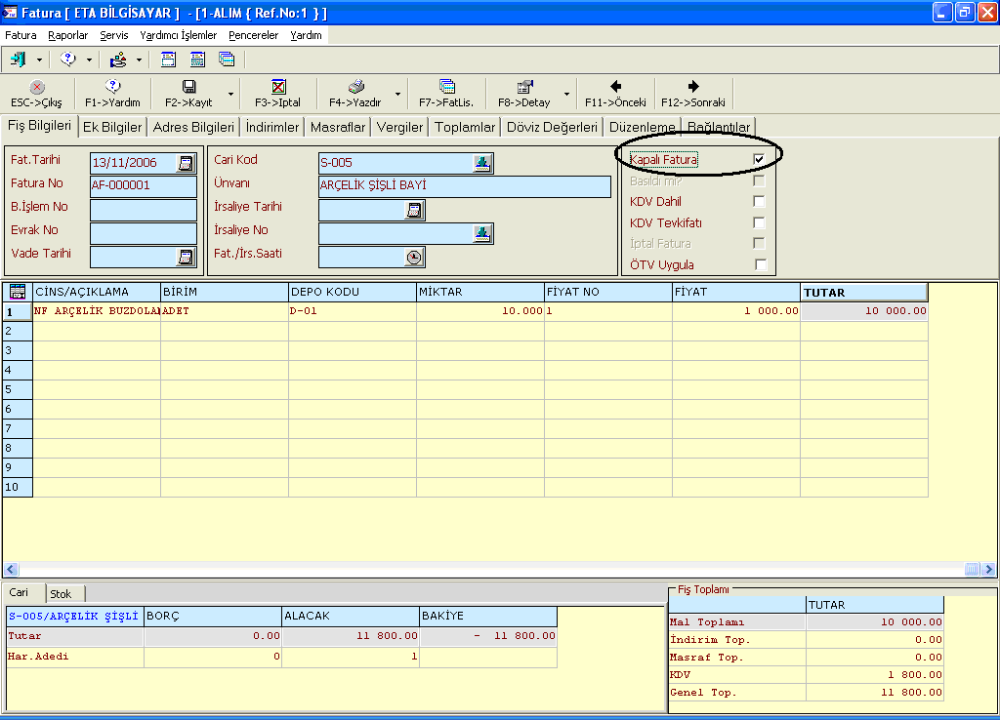 Fatura [ ETA BİLGİSAYAR ] - [1-ALIM { Ref.No:1 } ]
Fatura Raporlar Servis Yardımcı İşlemler Pencereler Yardım
ESC->Çıkış F1->Yardım F2->Kayıt F3->İptal F4->Yazdır F7->FatLis. F8->Detay F11->Önceki F12->Sonraki
Fiş Bilgileri Ek Bilgiler Adres Bilgileri İndirimler Masraflar Vergiler Toplamlar Döviz Değerleri Düzenleme Bağlantılar
Fat.Tarihi 13/11/2006 Cari Kod S-005 Kapalı Fatura
Fatura No AF-000001 Ünvanı ARÇELİK ŞİŞLİ BAYİ Basıldı mı?
B.İşlem No İrsaliye Tarihi KDV Dahil
Evrak No İrsaliye No KDV Tevkifatı
Vade Tarihi Fat./İrs.Saati İptal Fatura
ÖTV Uygula
CİNS/AÇIKLAMA BİRİM DEPO KODU MİKTAR FİYAT NO FİYAT TUTAR
1 NF ARÇELİK BUZDOLA ADET D-01 10.000 1 1 000.00 10 000.00
2
3
4
5
6
7
8
9
10
Cari Stok
S-005/ARÇELİK ŞİŞLİ BORÇ ALACAK BAKİYE
Tutar 0.00 11 800.00 - 11 800.00
Har.Adedi 0 1
Fiş Toplamı
TUTAR
Mal Toplamı 10 000.00
İndirim Top. 0.00
Masraf Top. 0.00
KDV 1 800.00
Genel Top. 11 800.00